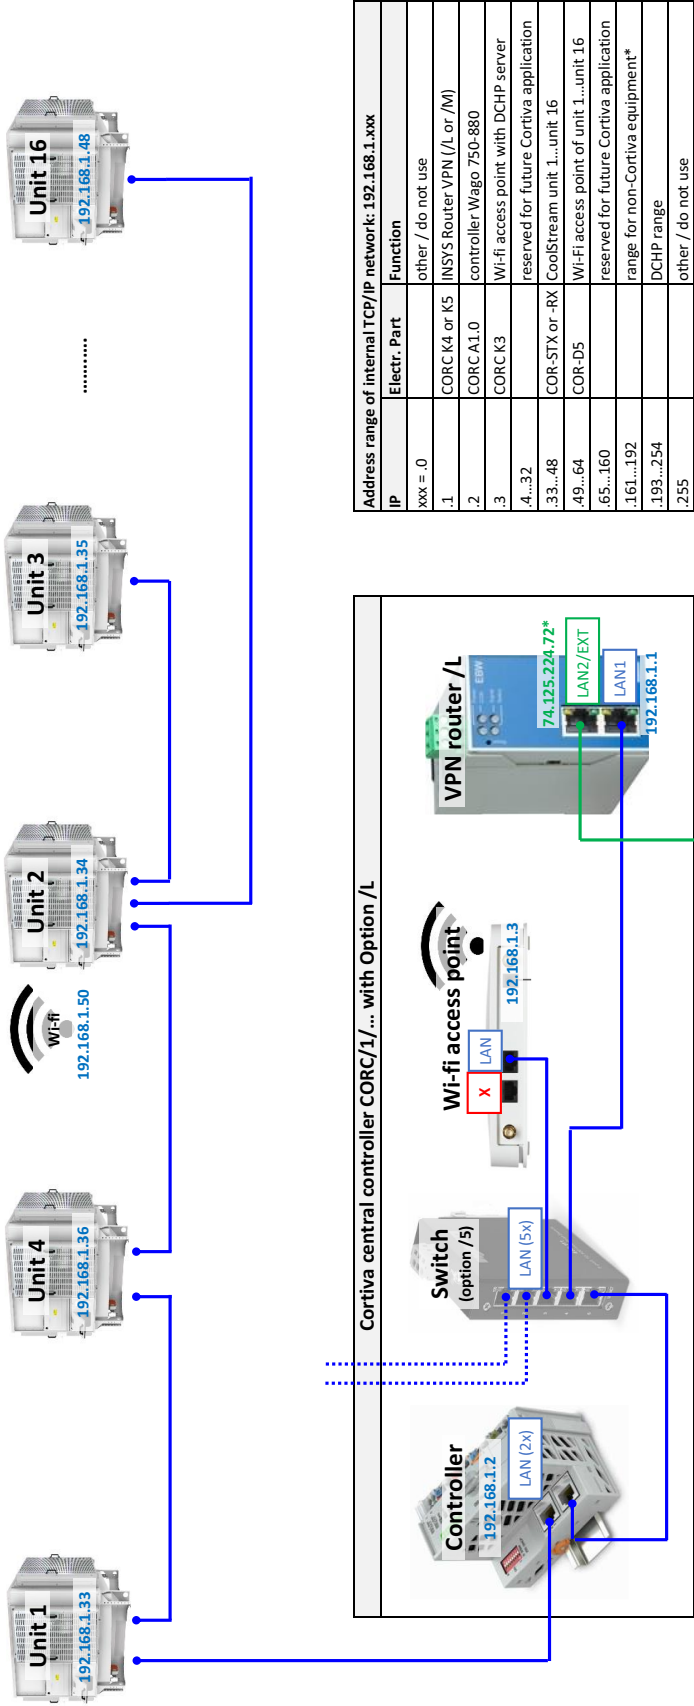 Unit 1
192.168.1.33
Unit 4
192.168.1.36
Wi-fi
192.168.1.50
Unit 2
192.168.1.34
Unit 3
192.168.1.35
..........
Unit 16
192.168.1.48
Cortiva central controller CORC/1/... with Option /L
Controller
192.168.1.2
LAN (2x)
Switch
(option /5)
LAN (5x)
Wi-fi access point
X
LAN
192.168.1.3
VPN router /L
EBW
74.125.224.72*
LAN2/EXT
LAN1
192.168.1.1
Address range of internal TCP/IP network: 192.168.1.xxx
IP Electr. Part Function
xxx = .0 other / do not use
.1 CORC K4 or K5 INSYS Router VPN (/L or /M)
.2 CORC A1.0 controller Wago 750-880
.3 CORC K3 Wi-fi access point with DCHP server
.4...32 reserved for future Cortiva application
.33...48 COR-STX or -RX CoolStream unit 1...unit 16
.49...64 COR-D5 Wi-Fi access point of unit 1...unit 16
.65...160 reserved for future Cortiva application
.161...192 range for non-Cortiva equipment*
.193...254 DCHP range
.255 other / do not use